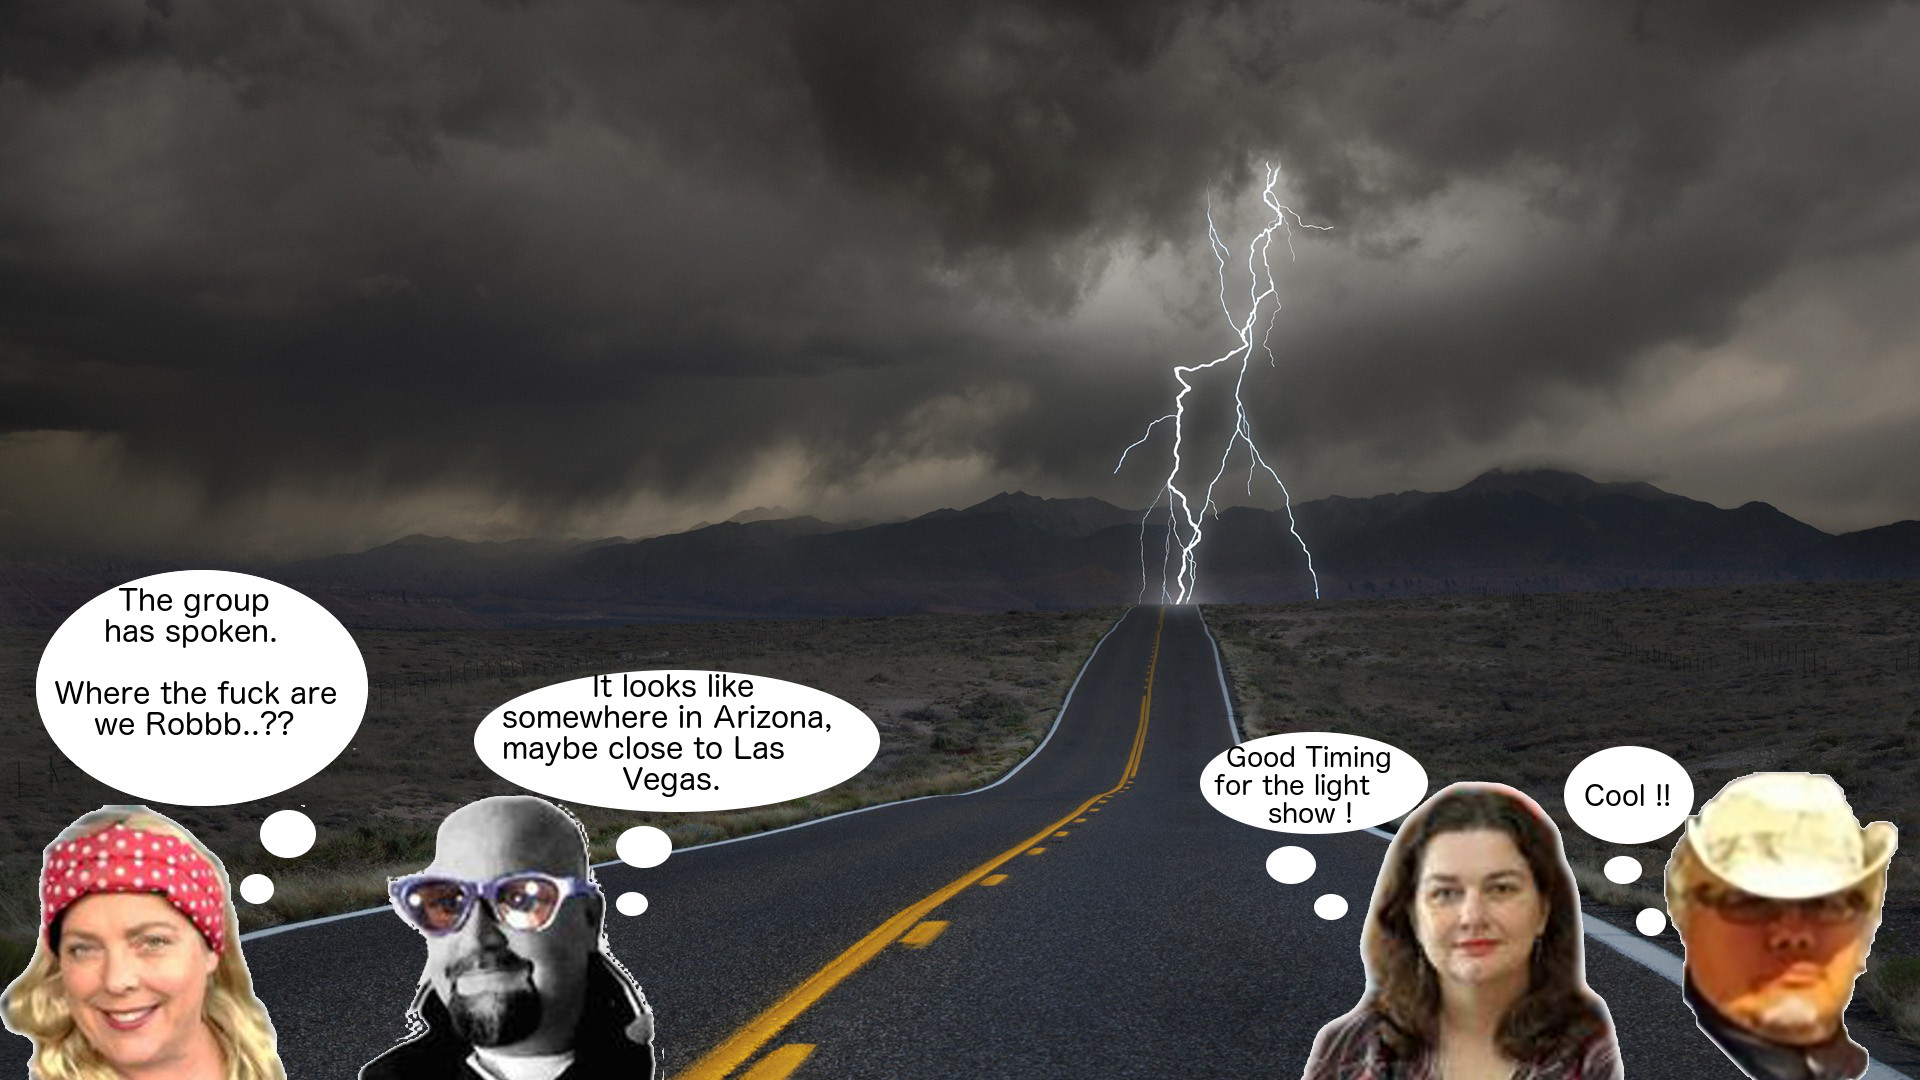 The group
has spoken.
Where the fuck are
we Robbb..??
It looks like
somewhere in Arizona,
maybe close to Las
Vegas.
Good Timing
for the light
show !
Cool !!